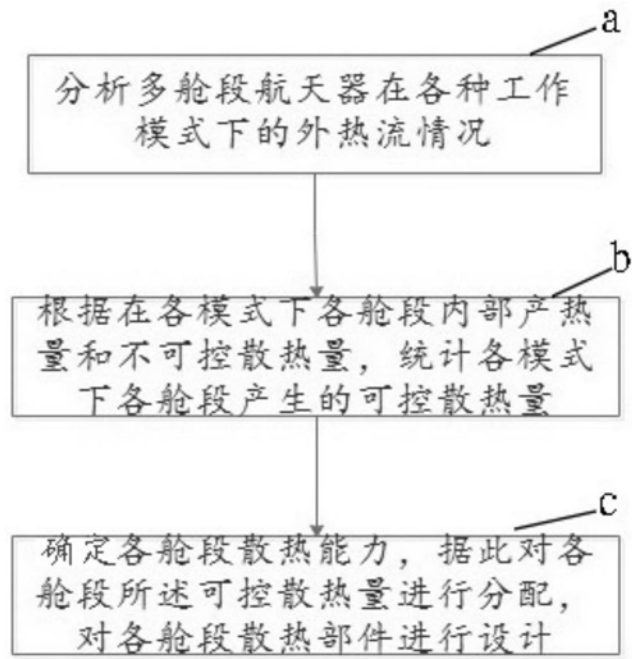 a
分析多舱段航天器在各种工作
模式下的外热流情况
b
根据在各模式下各舱段内部产热
量和不可控散热量，统计各模式
下各舱段产生的可控散热量
c
确定各舱段散热能力，据此对各
舱段所述可控散热量进行分配，
对各舱段散热部件进行设计